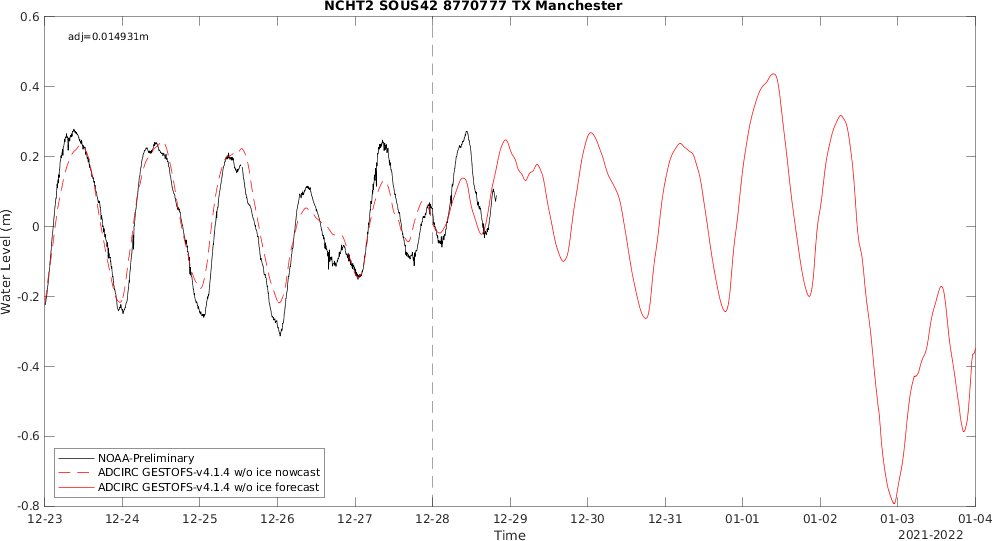 NCHT2 SOUS42 8770777 TX Manchester
adj=0.014931m
0.6
0.4
0.2
0
-0.2
-0.4
-0.6
-0.8
Water Level (m)
NOAA-Preliminary
ADCIRC GESTOFS-v4.1.4 w/o ice nowcast
ADCIRC GESTOFS-v4.1.4 w/o ice forecast
12-23 12-24 12-25 12-26 12-27 12-28 12-29 12-30 12-31 01-01 01-02 01-03 01-04
Time
2021-2022